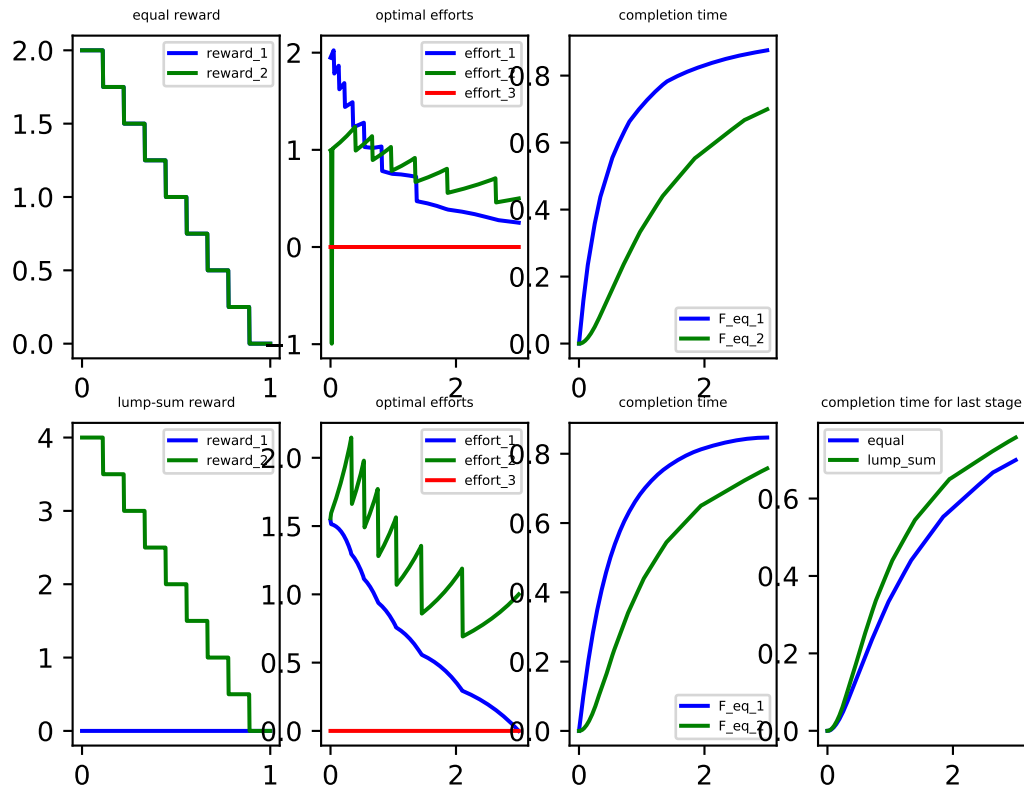 equal reward
optimal efforts
completion time
2.0
1.5
1.0
0.5
0.0
0
1
reward_1
reward_2
2
1
0
−1
0
2
effort_1
effort_2
effort_3
0.8
0.6
0.4
0.2
0.0
0
2
F_eq_1
F_eq_2
lump-sum reward
optimal efforts
completion time
completion time for last stage
4
3
2
1
0
0
1
reward_1
reward_2
2.0
1.5
1.0
0.5
0.0
0
2
effort_1
effort_2
effort_3
0.8
0.6
0.4
0.2
0.0
0
2
F_eq_1
F_eq_2
0.6
0.4
0.2
0.0
0
2
equal
lump_sum